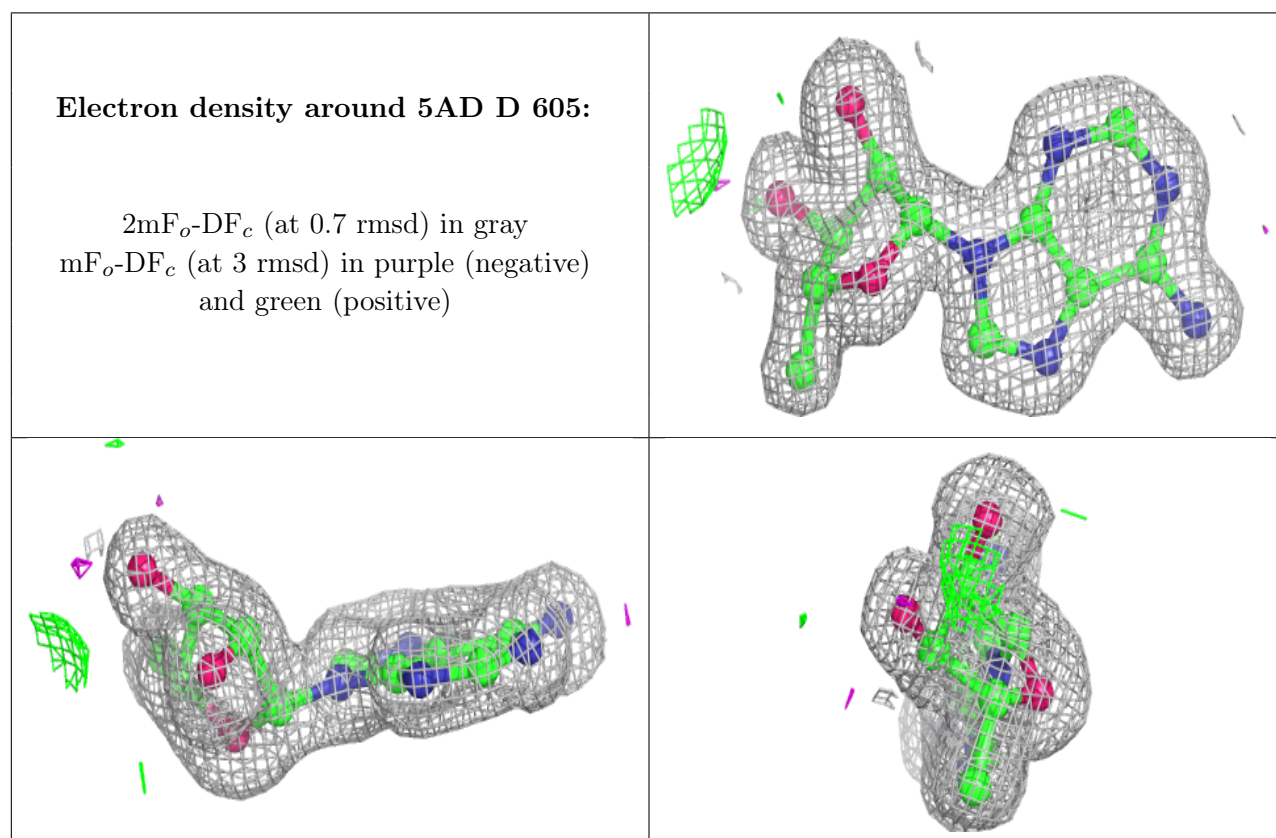 Electron density around 5AD D 605:
2mFo-DFc (at 0.7 rmsd) in gray
mFo-DFc (at 3 rmsd) in purple (negative)
and green (positive)